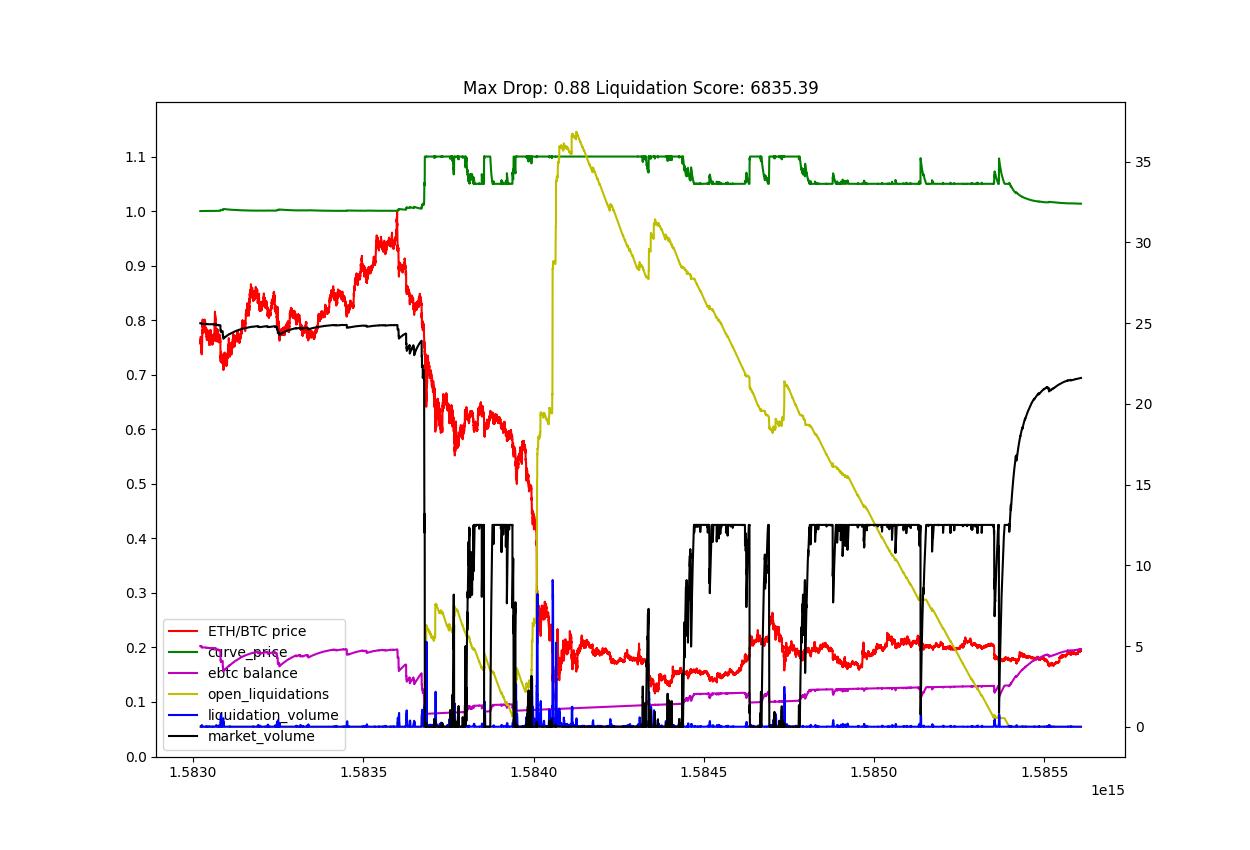 Max Drop: 0.88 Liquidation Score: 6835.39
1.1
1.0
0.9
0.8
0.7
0.6
0.5
0.4
0.3
0.2
0.1
0.0
35
30
25
20
15
10
5
0
ETH/BTC price
curve_price
ebtc balance
open_liquidations
liquidation_volume
market_volume
1.5830 1.5835 1.5840 1.5845 1.5850 1.5855
1e15